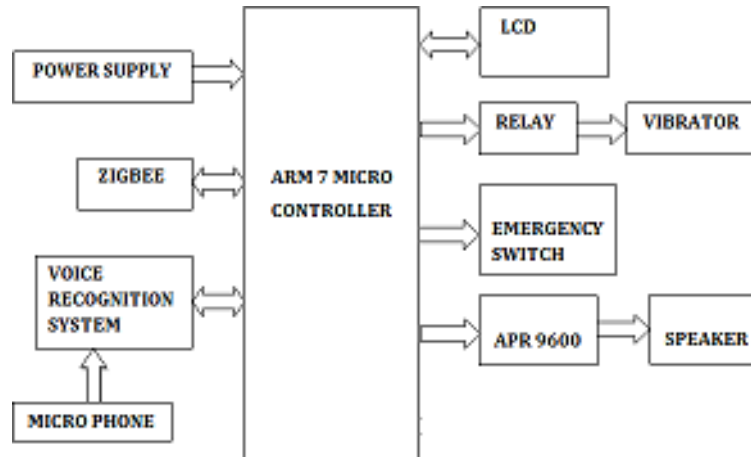 POWER SUPPLY
ZIGBEE
VOICE
RECOGNITION
SYSTEM
MICRO PHONE
ARM 7 MICRO
CONTROLLER
LCD
RELAY
VIBRATOR
EMERGENCY
SWITCH
APR 9600
SPEAKER